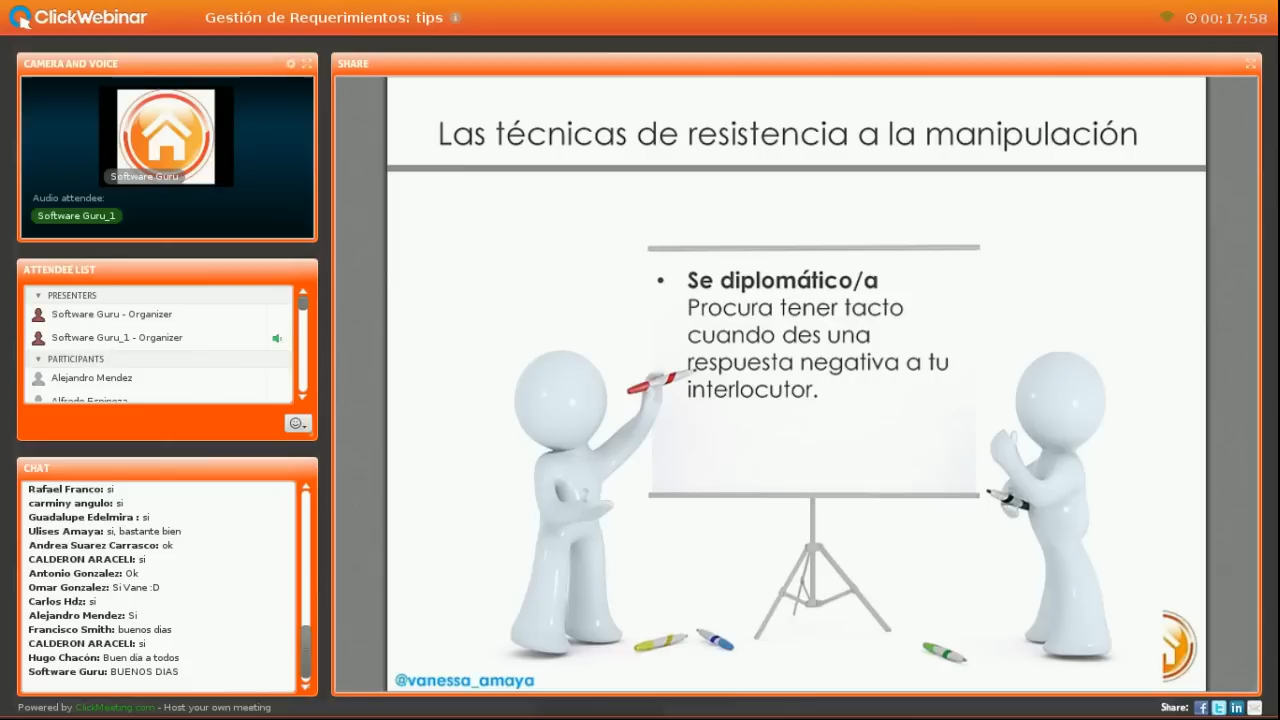 ClickWebinar
Gestión de Requerimientos: tips
00:17:58
CAMERA AND VOICE
Software Guru
Audio attendee:
Software Guru_1
ATTENDEE LIST
PRESENTERS
Software Guru - Organizer
Software Guru_1 - Organizer
PARTICIPANTS
Alejandro Mendez
Alfredo Espinoza
CHAT
Rafael Franco: si
carminy angulo: si
Guadalupe Edelmira : si
Ulises Amaya: si, bastante bien
Andrea Suarez Carrasco: ok
CALDERON ARACELI: si
Antonio Gonzalez: Ok
Omar Gonzalez: Si Vane :D
Carlos Hdz: si
Alejandro Mendez: Si
Francisco Smith: buenos dias
CALDERON ARACELI: si
Hugo Chacón: Buen día a todos
Software Guru: BUENOS DIAS
SHARE
Las técnicas de resistencia a la manipulación
• Se diplomático/a
Procura tener tacto
cuando des una
respuesta negativa a tu
interlocutor.
@vanessa_amaya
Powered by ClickMeeting.com - Host your own meeting
Share: